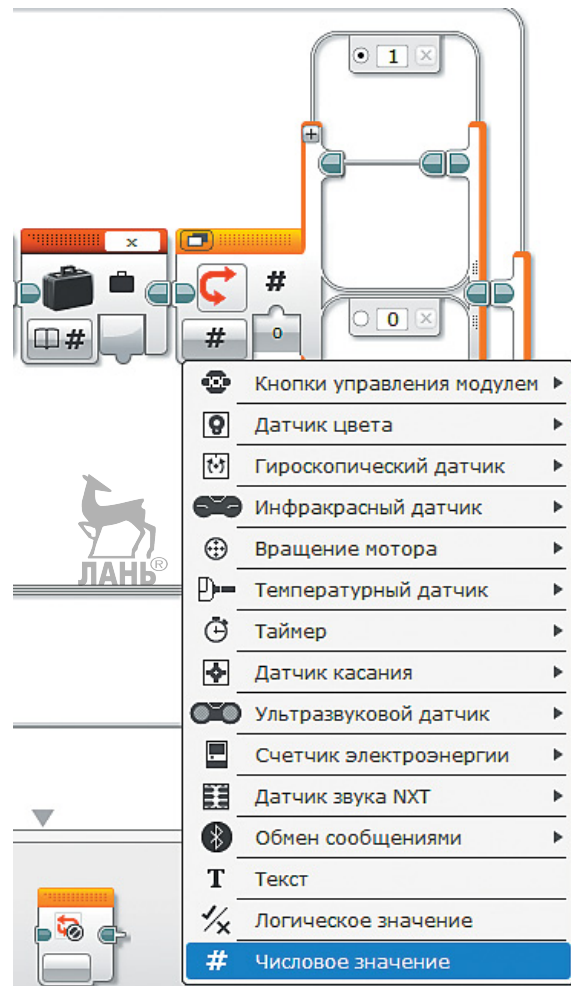 1
x
#
#
#
0
0
Кнопки управления модулем
Датчик цвета
Гироскопический датчик
Инфракрасный датчик
ЛАНЬ®
Вращение мотора
Температурный датчик
Таймер
Датчик касания
Ультразвуковой датчик
Счетчик электроэнергии
Датчик звука NXT
Обмен сообщениями
T Текст
Логическое значение
# Числовое значение